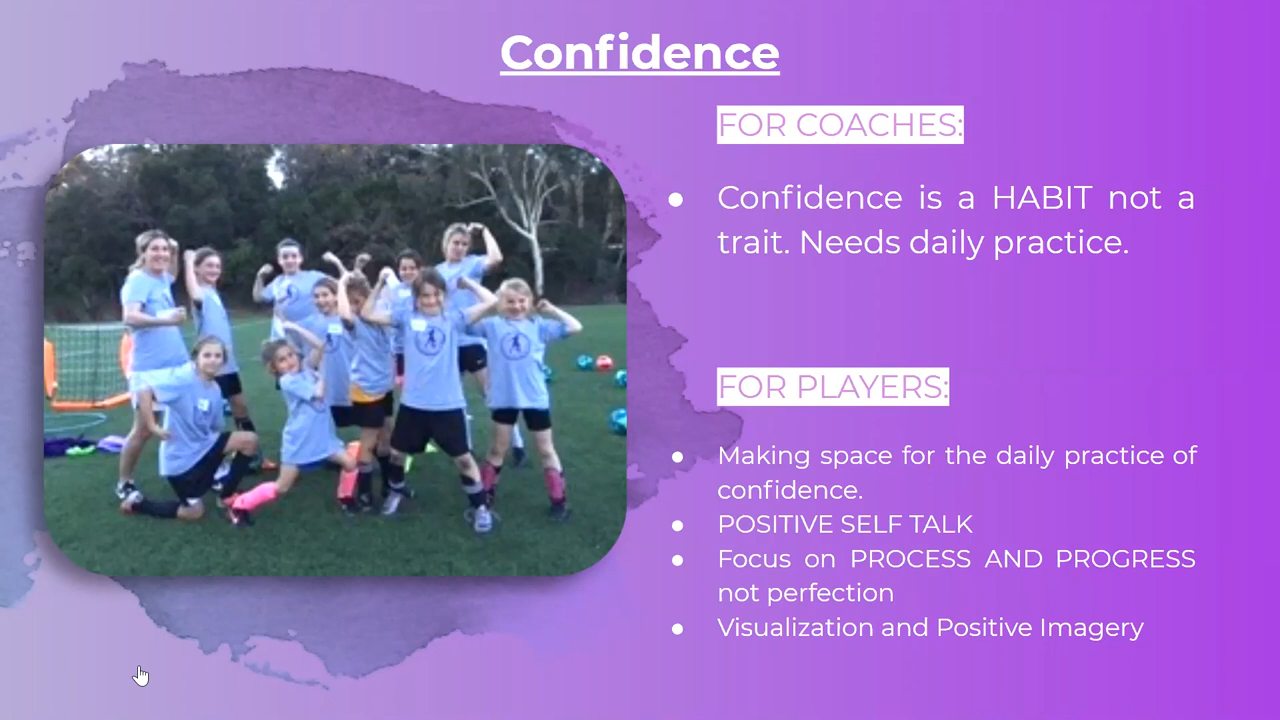 Confidence
FOR COACHES:
● Confidence is a HABIT not a
trait. Needs daily practice.
FOR PLAYERS:
● Making space for the daily practice of
confidence.
● POSITIVE SELF TALK
● Focus on PROCESS AND PROGRESS
not perfection
● Visualization and Positive Imagery